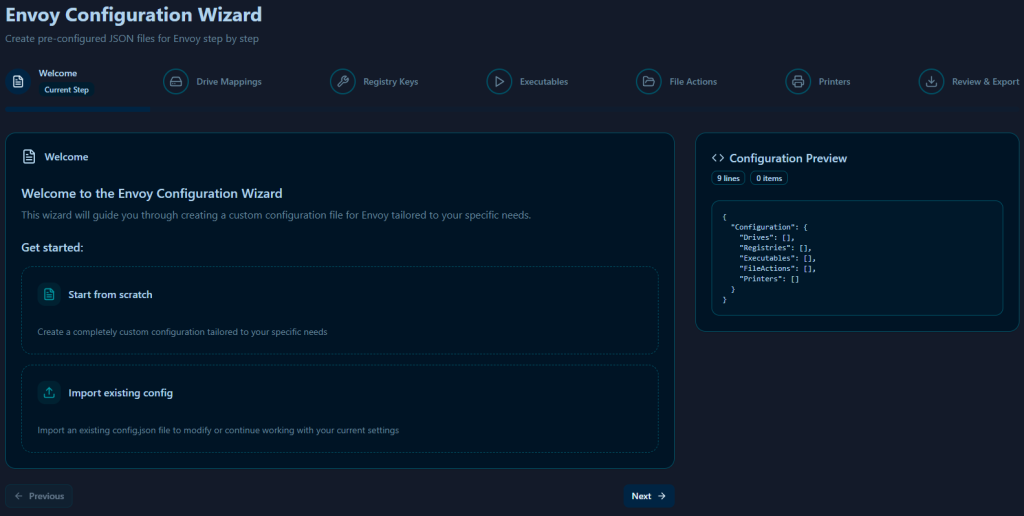 Envoy Configuration Wizard
Create pre-configured JSON files for Envoy step by step
Welcome
Current Step
Drive Mappings
Registry Keys
Executables
File Actions
Printers
Review & Export
Welcome
Welcome to the Envoy Configuration Wizard
This wizard will guide you through creating a custom configuration file for Envoy tailored to your specific needs.
Get started:
Start from scratch
Create a completely custom configuration tailored to your specific needs
Import existing config
Import an existing config.json file to modify or continue working with your current settings
Previous
Next
Configuration Preview
9 lines
0 items
{
  "Configuration": {
    "Drives": [],
    "Registries": [],
    "Executables": [],
    "FileActions": [],
    "Printers": []
  }
}